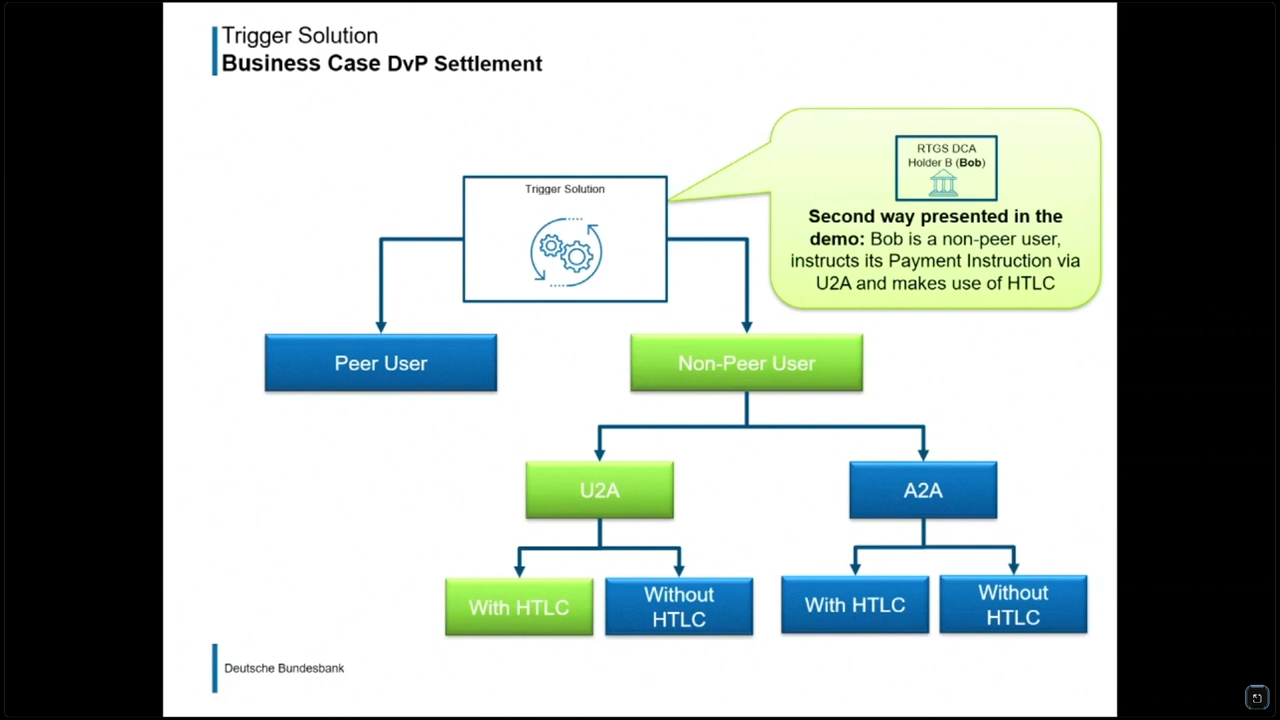 Trigger Solution
Business Case DvP Settlement
RTGS DCA
Holder B (Bob)
Second way presented in the
demo: Bob is a non-peer user,
instructs its Payment Instruction via
U2A and makes use of HTLC
Trigger Solution
Peer User
Non-Peer User
U2A
A2A
With HTLC
Without
HTLC
With HTLC
Without
HTLC
Deutsche Bundesbank